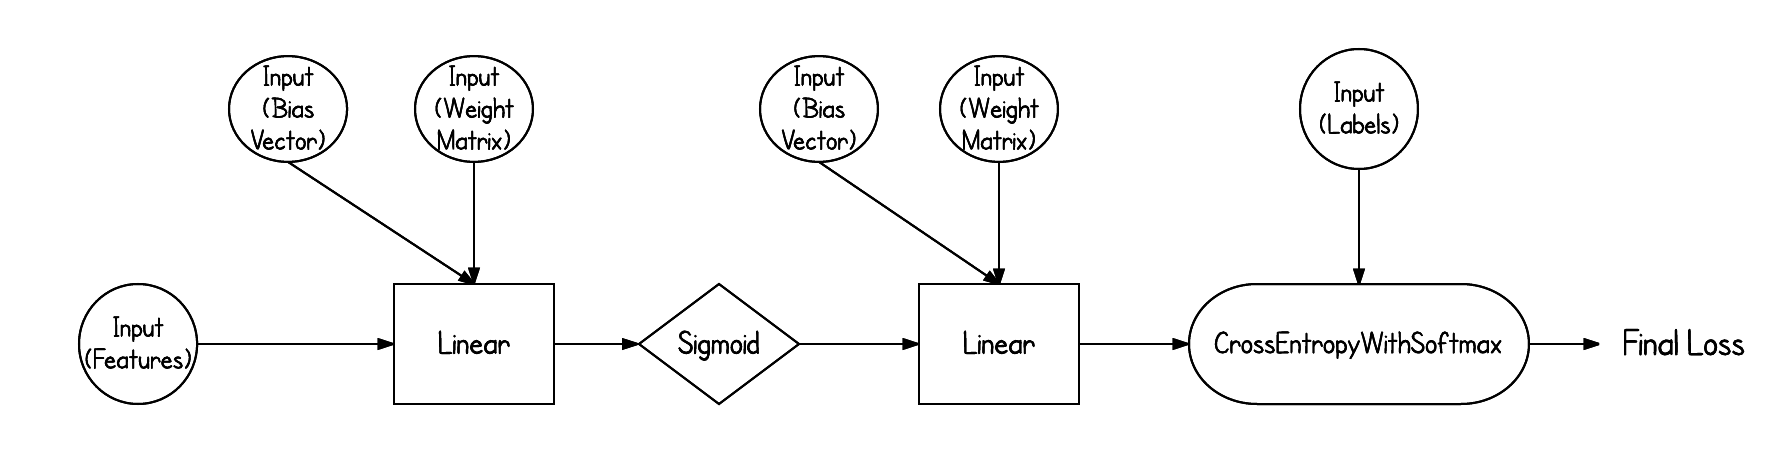 Input
(Bias
Vector)
Input
(Weight
Matrix)
Input
(Bias
Vector)
Input
(Weight
Matrix)
Input
(Labels)
Input
(Features)
Linear
Sigmoid
Linear
CrossEntropyWithSoftmax
Final Loss